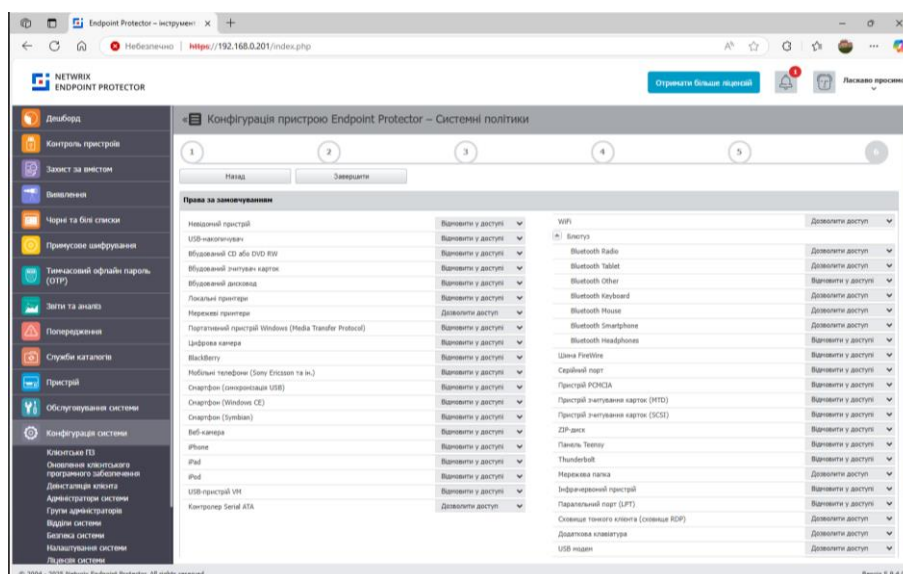 Endpoint Protector – інструмент
Небезпечно https://192.168.0.201/index.php
NETWRIX
ENDPOINT PROTECTOR
Отримати більше ліцензій
Ласкаво просимо
Дешборд
Контроль пристроїв
Захист за вмістом
Виявлення
Чорні та білі списки
Примусове шифрування
Тимчасовий офлайн пароль
(OTP)
Звіти та аналіз
Попередження
Служби каталогів
Пристрій
Обслуговування системи
Конфігурація системи
Клієнтське ПЗ
Оновлення клієнтського
програмного забезпечення
Деінсталяція клієнта
Адміністратори системи
Групи адміністраторів
Відділи системи
Безпека системи
Налаштування системи
Ліцензія системи
Конфігурація пристрою Endpoint Protector – Системні політики
1 2 3 4 5 6
Назад Завершити
Права за замовчуванням
Невідомий пристрій Відмовити у доступі
USB-накопичувач Відмовити у доступі
Вбудований CD або DVD RW Відмовити у доступі
Вбудований зчитувач карток Відмовити у доступі
Вбудований дисковод Відмовити у доступі
Локальні принтери Відмовити у доступі
Мережеві принтери Дозволити доступ
Портативний пристрій Windows (Media Transfer Protocol) Відмовити у доступі
Цифрова камера Відмовити у доступі
BlackBerry Відмовити у доступі
Мобільні телефони (Sony Ericsson та ін.) Відмовити у доступі
Смартфон (синхронізація USB) Відмовити у доступі
Смартфон (Windows CE) Відмовити у доступі
Смартфон (Symbian) Відмовити у доступі
Веб-камера Відмовити у доступі
iPhone Відмовити у доступі
iPad Відмовити у доступі
iPod Відмовити у доступі
USB-пристрій VM Відмовити у доступі
Контролер Serial ATA Дозволити доступ
WiFi Дозволити доступ
Блютуз
Bluetooth Radio Дозволити доступ
Bluetooth Tablet Дозволити доступ
Bluetooth Other Відмовити у доступі
Bluetooth Keyboard Дозволити доступ
Bluetooth Mouse Дозволити доступ
Bluetooth Smartphone Дозволити доступ
Bluetooth Headphones Відмовити у доступі
Шина FireWire Відмовити у доступі
Серійний порт Відмовити у доступі
Пристрій PCMCIA Відмовити у доступі
Пристрій зчитування карток (MTD) Відмовити у доступі
Пристрій зчитування карток (SCSI) Відмовити у доступі
ZIP-диск Відмовити у доступі
Панель Teensy Відмовити у доступі
Thunderbolt Відмовити у доступі
Мережева папка Дозволити доступ
Інфрачервоний пристрій Відмовити у доступі
Паралельний порт (LPT) Відмовити у доступі
Сховище тонкого клієнта (сховище RDP) Відмовити у доступі
Додаткова клавіатура Дозволити доступ
USB модем Дозволити доступ